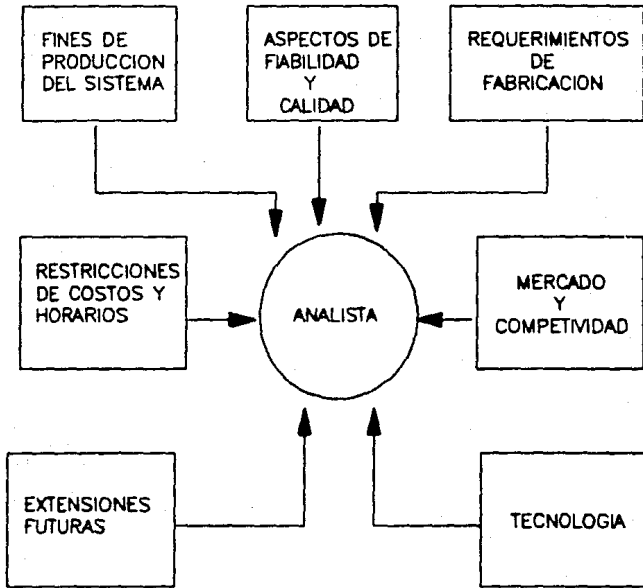 FINES DE
PRODUCCION
DEL SISTEMA
ASPECTOS DE
FIABILIDAD
Y
CALIDAD
REQUERIMIENTOS
DE
FABRICACION
RESTRICCIONES
DE COSTOS Y
HORARIOS
ANALISTA
MERCADO
Y
COMPETIVIDAD
EXTENSIONES
FUTURAS
TECNOLOGIA